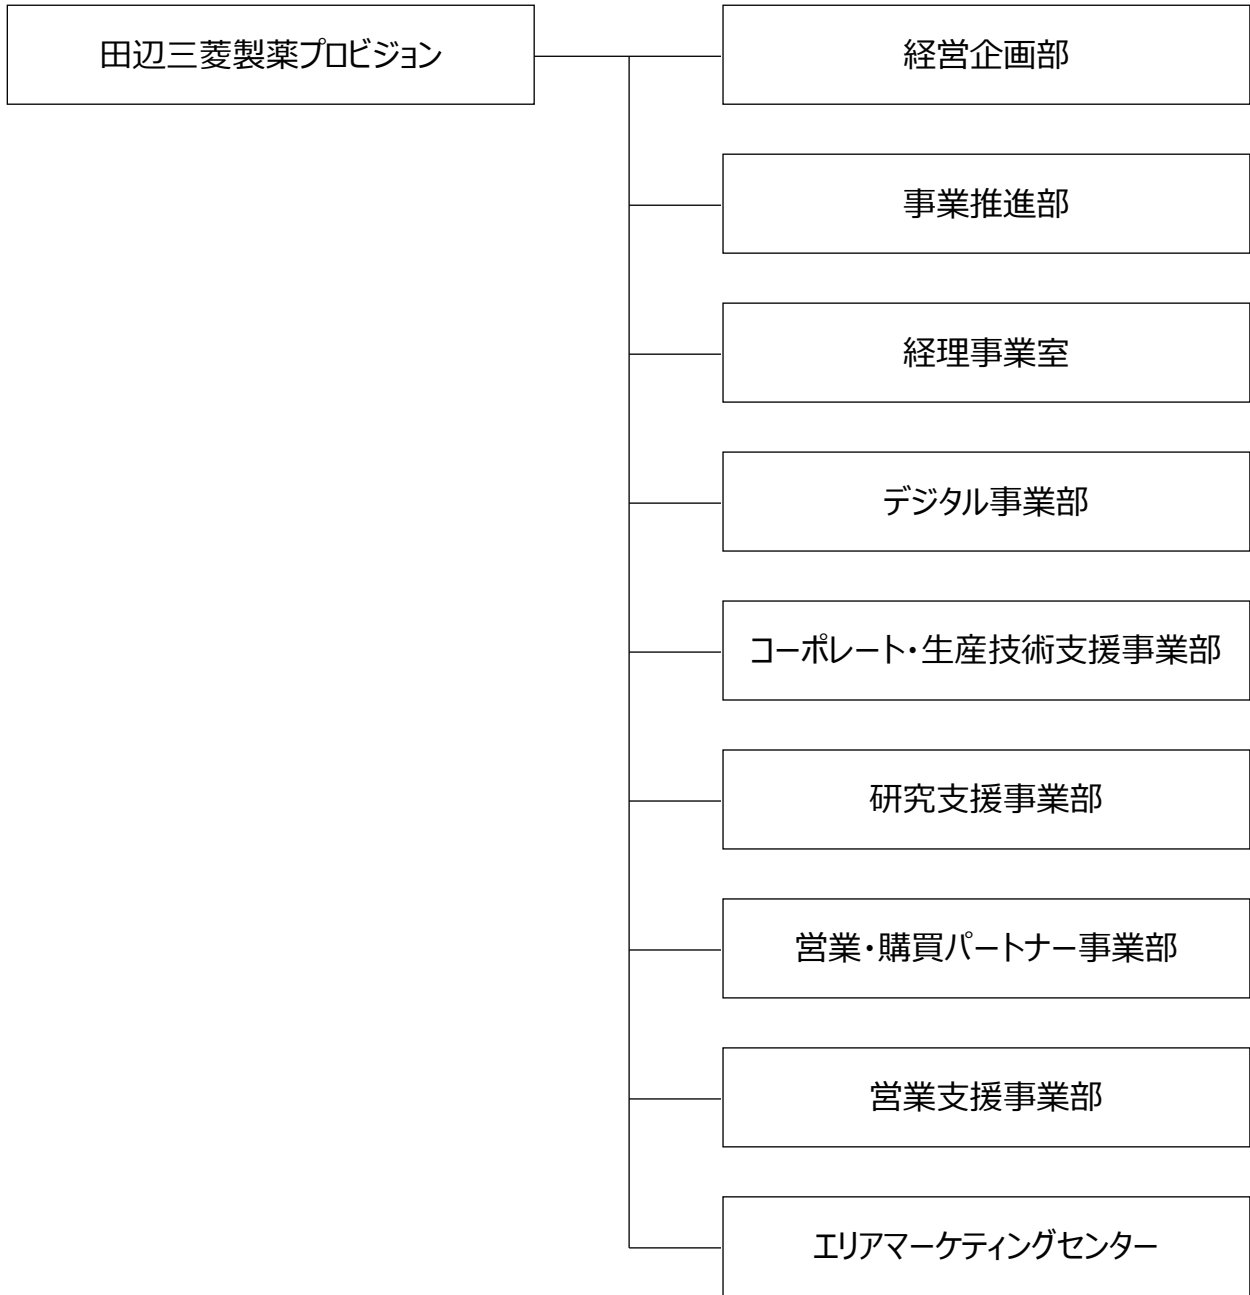 田辺三菱製薬プロビジョン
経営企画部
事業推進部
経理事業室
デジタル事業部
コーポレート・生産技術支援事業部
研究支援事業部
営業・購買パートナー事業部
営業支援事業部
エリアマーケティングセンター